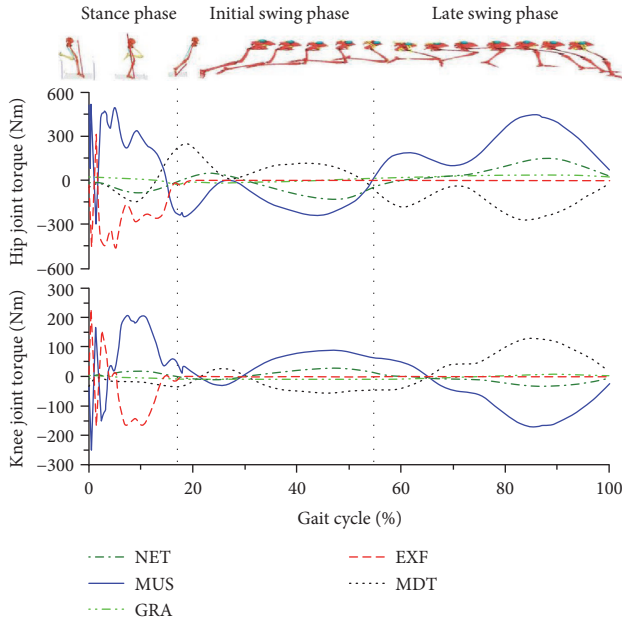 Stance phase Initial swing phase Late swing phase
Hip joint torque (Nm)
600
300
0
−300
−600
Knee joint torque (Nm)
300
200
100
0
−100
−200
−300
0 20 40 60 80 100
Gait cycle (%)
NET EXF
MUS MDT
GRA